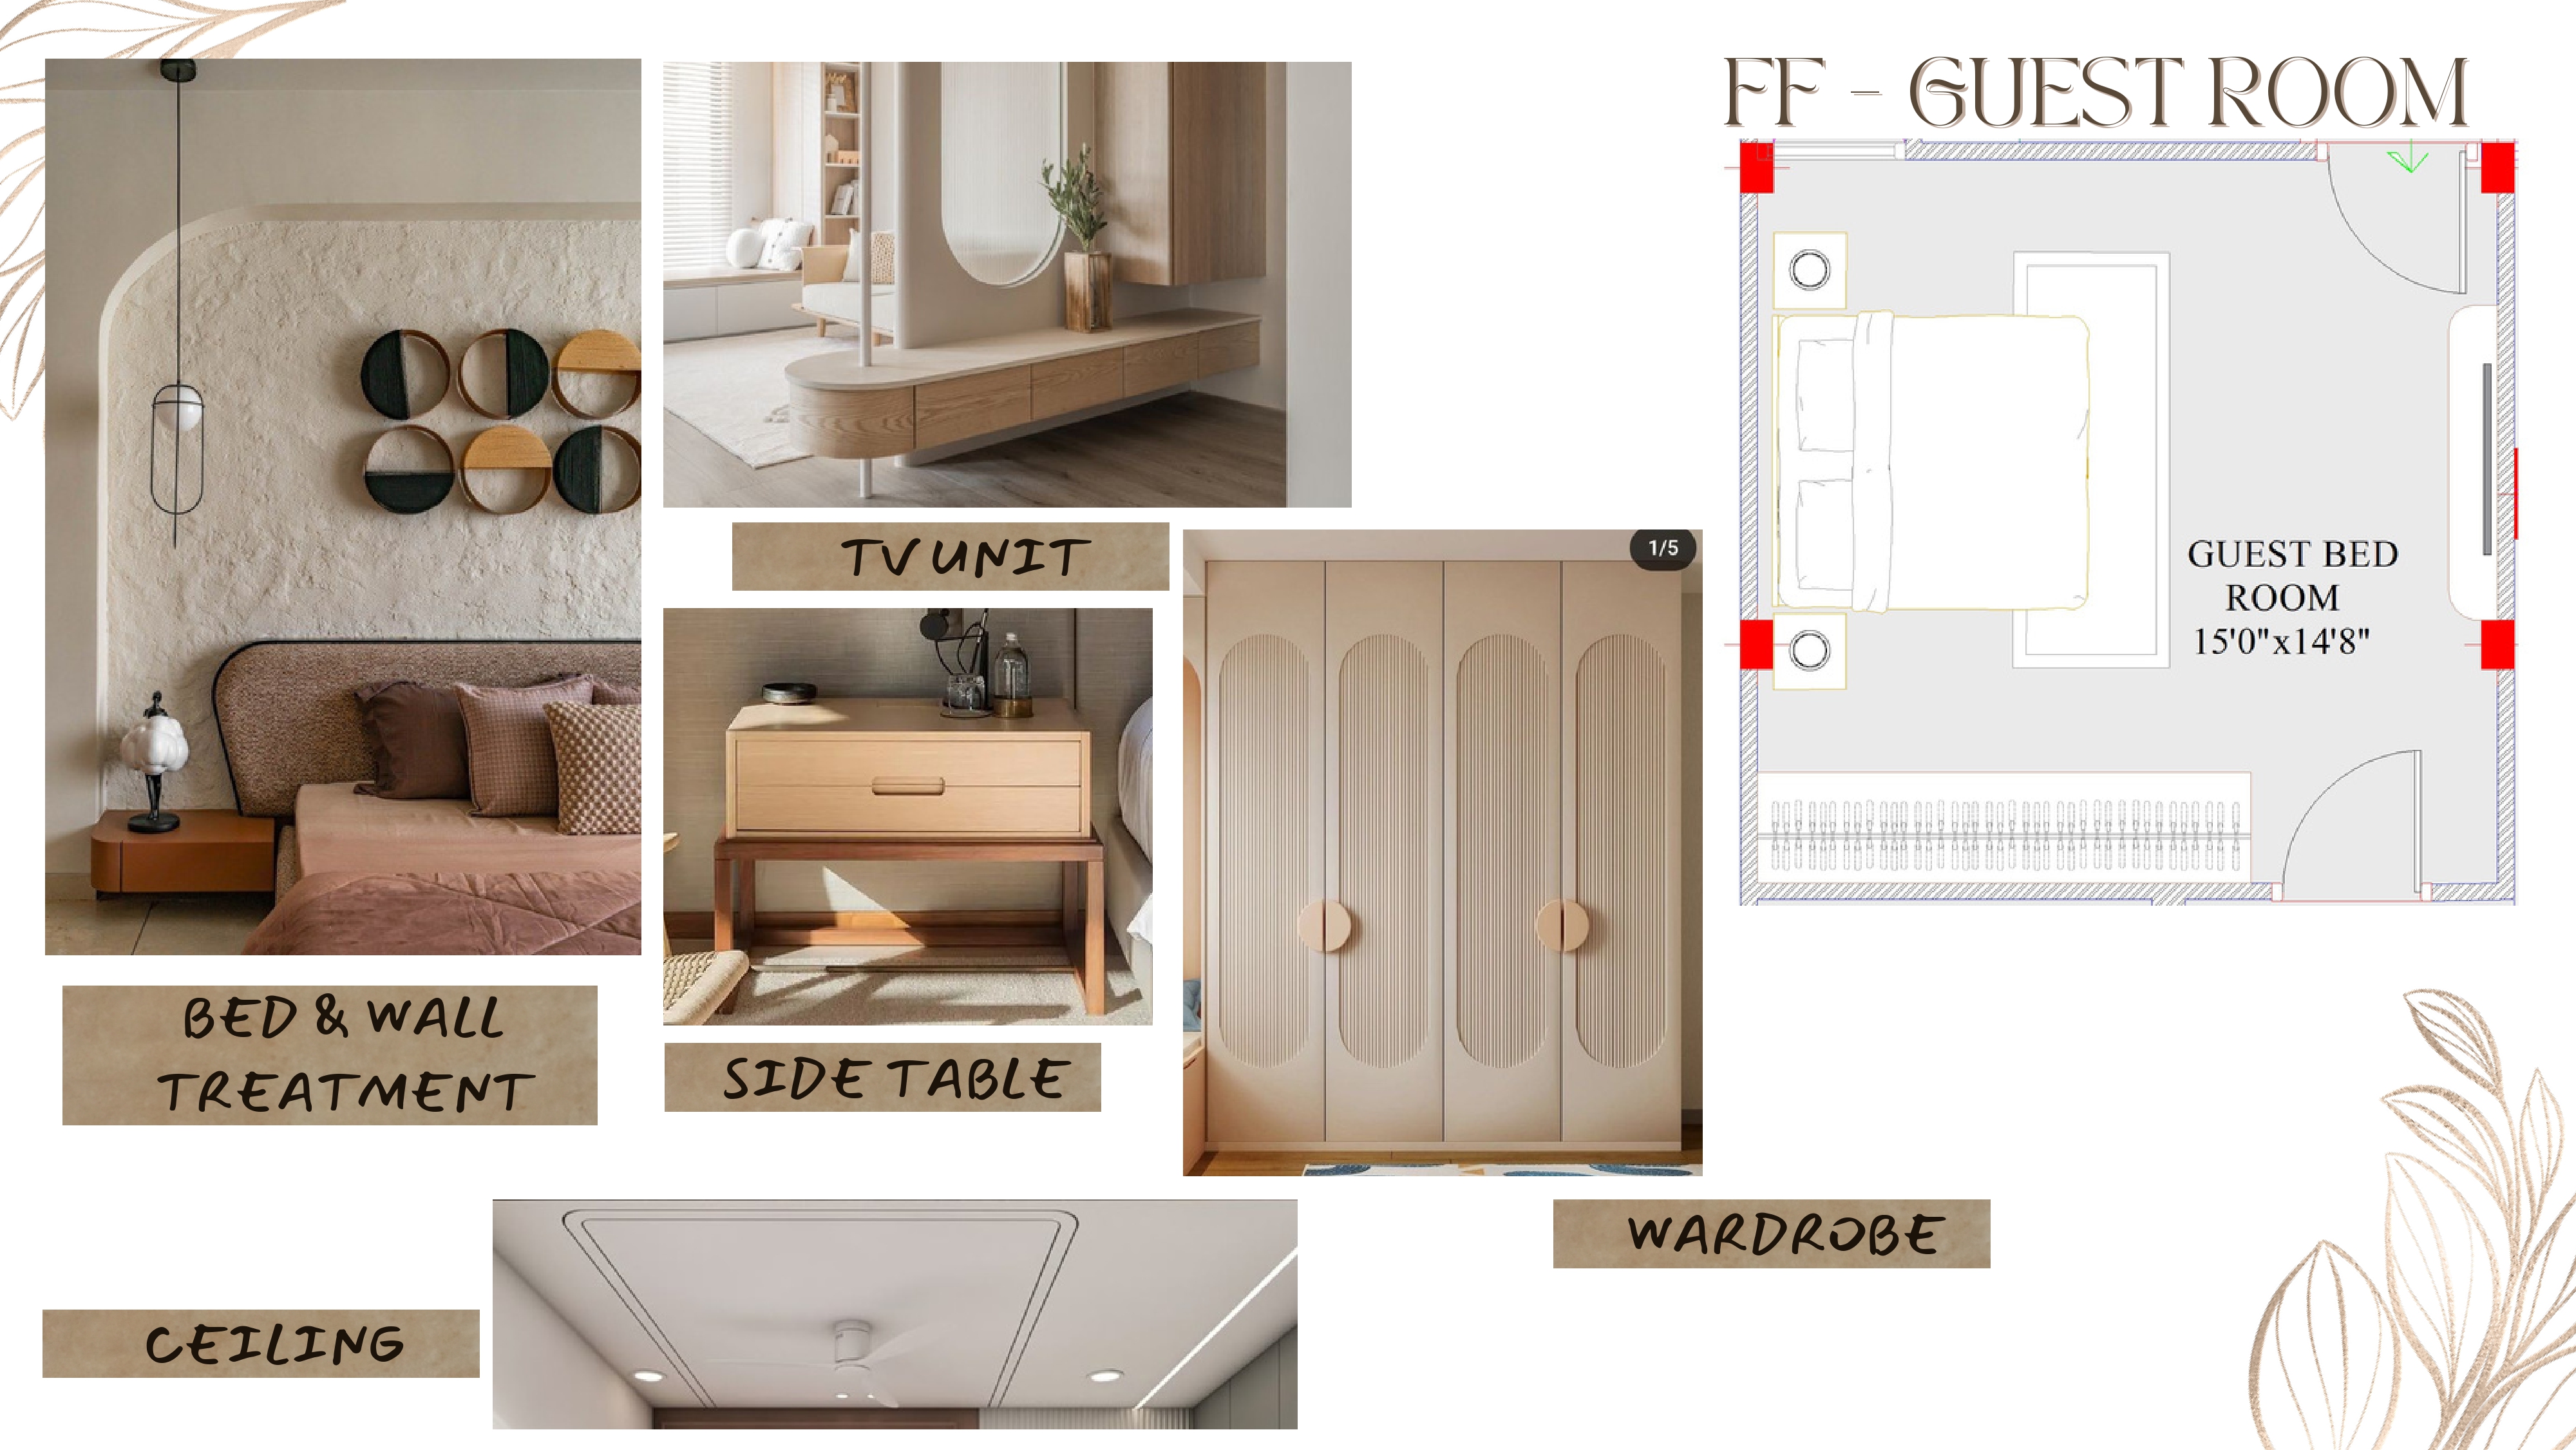 FF - GUEST ROOM
TV UNIT
1/5
GUEST BED
ROOM
15'0"x14'8"
BED & WALL
TREATMENT
SIDE TABLE
WARDROBE
CEILING